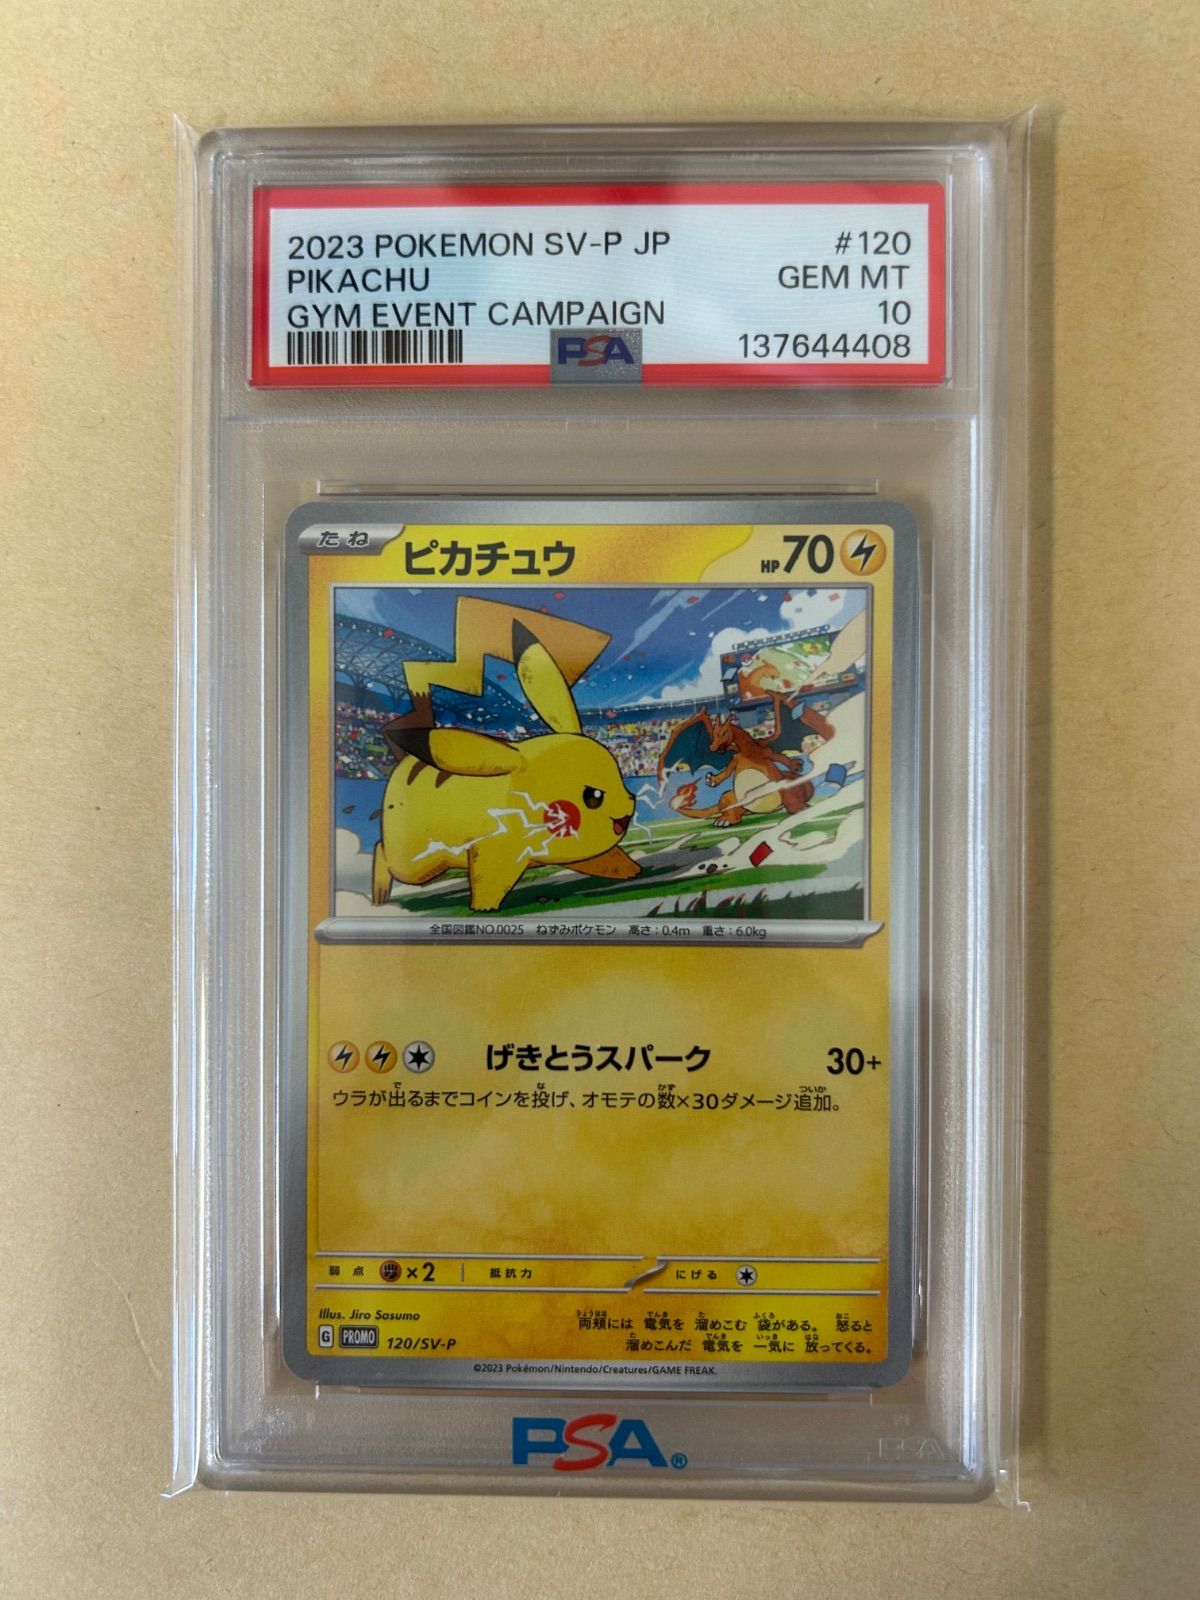 2023 POKEMON SV-P JP #120
PIKACHU GEM MT
GYM EVENT CAMPAIGN 10
PSA 137644408
たね ピカチュウ HP70
全国図鑑NO.0025 ねずみポケモン 高さ:0.4m 重さ:6.0kg
げきとうスパーク 30+
ウラが出るまでコインを投げ、オモテの数×30ダメージ追加。
弱点 ×2 抵抗力 にげる
Illus. Jiro Sasumo
両頬には 電気を 溜めこむ 袋がある。 怒ると
溜めこんだ 電気を 一気に 放ってくる。
G PROMO 120/SV-P
©2023 Pokémon/Nintendo/Creatures/GAME FREAK.
PSA®
PSA